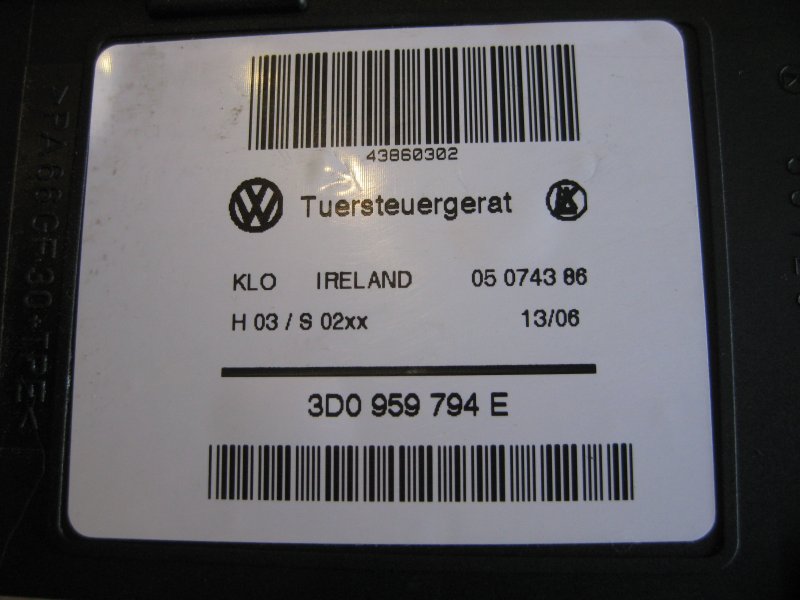 43860302
Tuersteuergerat
KLO IRELAND 05 0743 86
H 03 / S 02xx 13/06
3D0 959 794 E